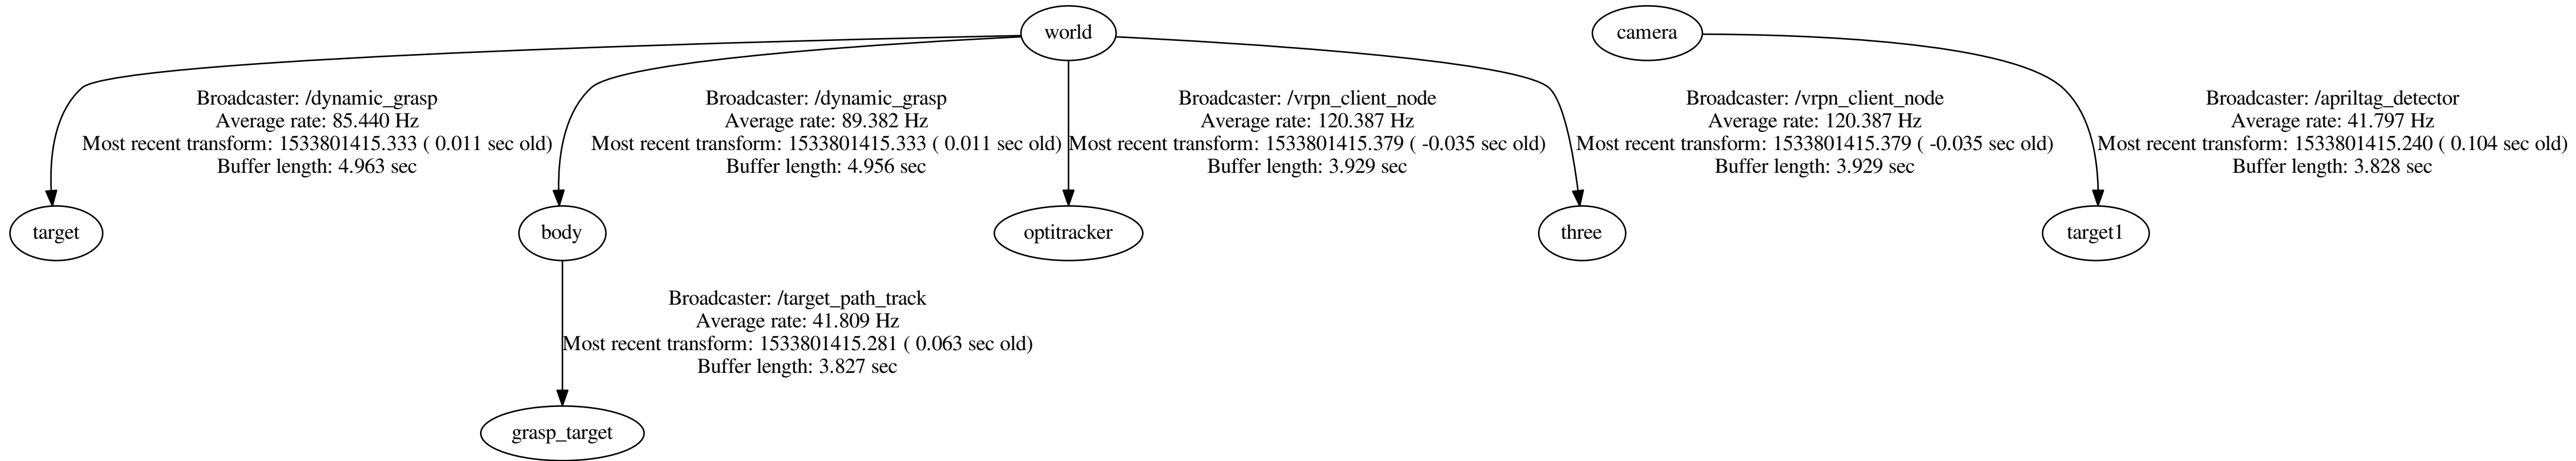 world
camera
Broadcaster: /dynamic_grasp
Average rate: 85.440 Hz
Most recent transform: 1533801415.333 ( 0.011 sec old)
Buffer length: 4.963 sec
Broadcaster: /dynamic_grasp
Average rate: 89.382 Hz
Most recent transform: 1533801415.333 ( 0.011 sec old)
Buffer length: 4.956 sec
Broadcaster: /vrpn_client_node
Average rate: 120.387 Hz
Most recent transform: 1533801415.379 ( -0.035 sec old)
Buffer length: 3.929 sec
Broadcaster: /vrpn_client_node
Average rate: 120.387 Hz
Most recent transform: 1533801415.379 ( -0.035 sec old)
Buffer length: 3.929 sec
Broadcaster: /apriltag_detector
Average rate: 41.797 Hz
Most recent transform: 1533801415.240 ( 0.104 sec old)
Buffer length: 3.828 sec
target
body
optitracker
three
target1
Broadcaster: /target_path_track
Average rate: 41.809 Hz
Most recent transform: 1533801415.281 ( 0.063 sec old)
Buffer length: 3.827 sec
grasp_target